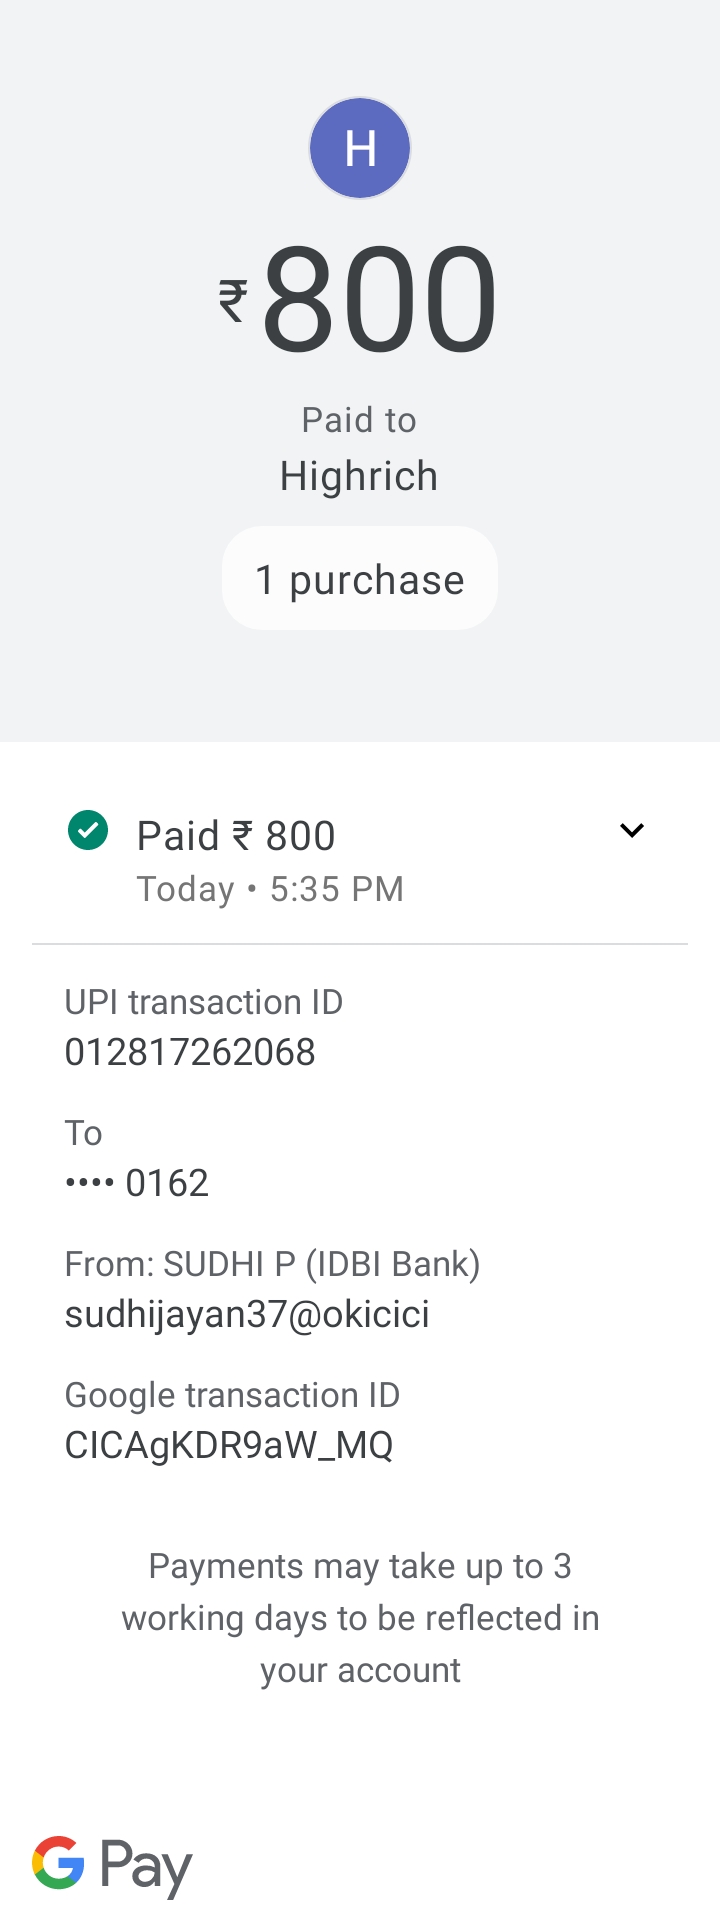 H
₹800
Paid to
Highrich
1 purchase
Paid ₹ 800
Today • 5:35 PM
UPI transaction ID
012817262068
To
•••• 0162
From: SUDHI P (IDBI Bank)
sudhijayan37@okicici
Google transaction ID
CICAgKDR9aW_MQ
Payments may take up to 3
working days to be reflected in
your account
G Pay